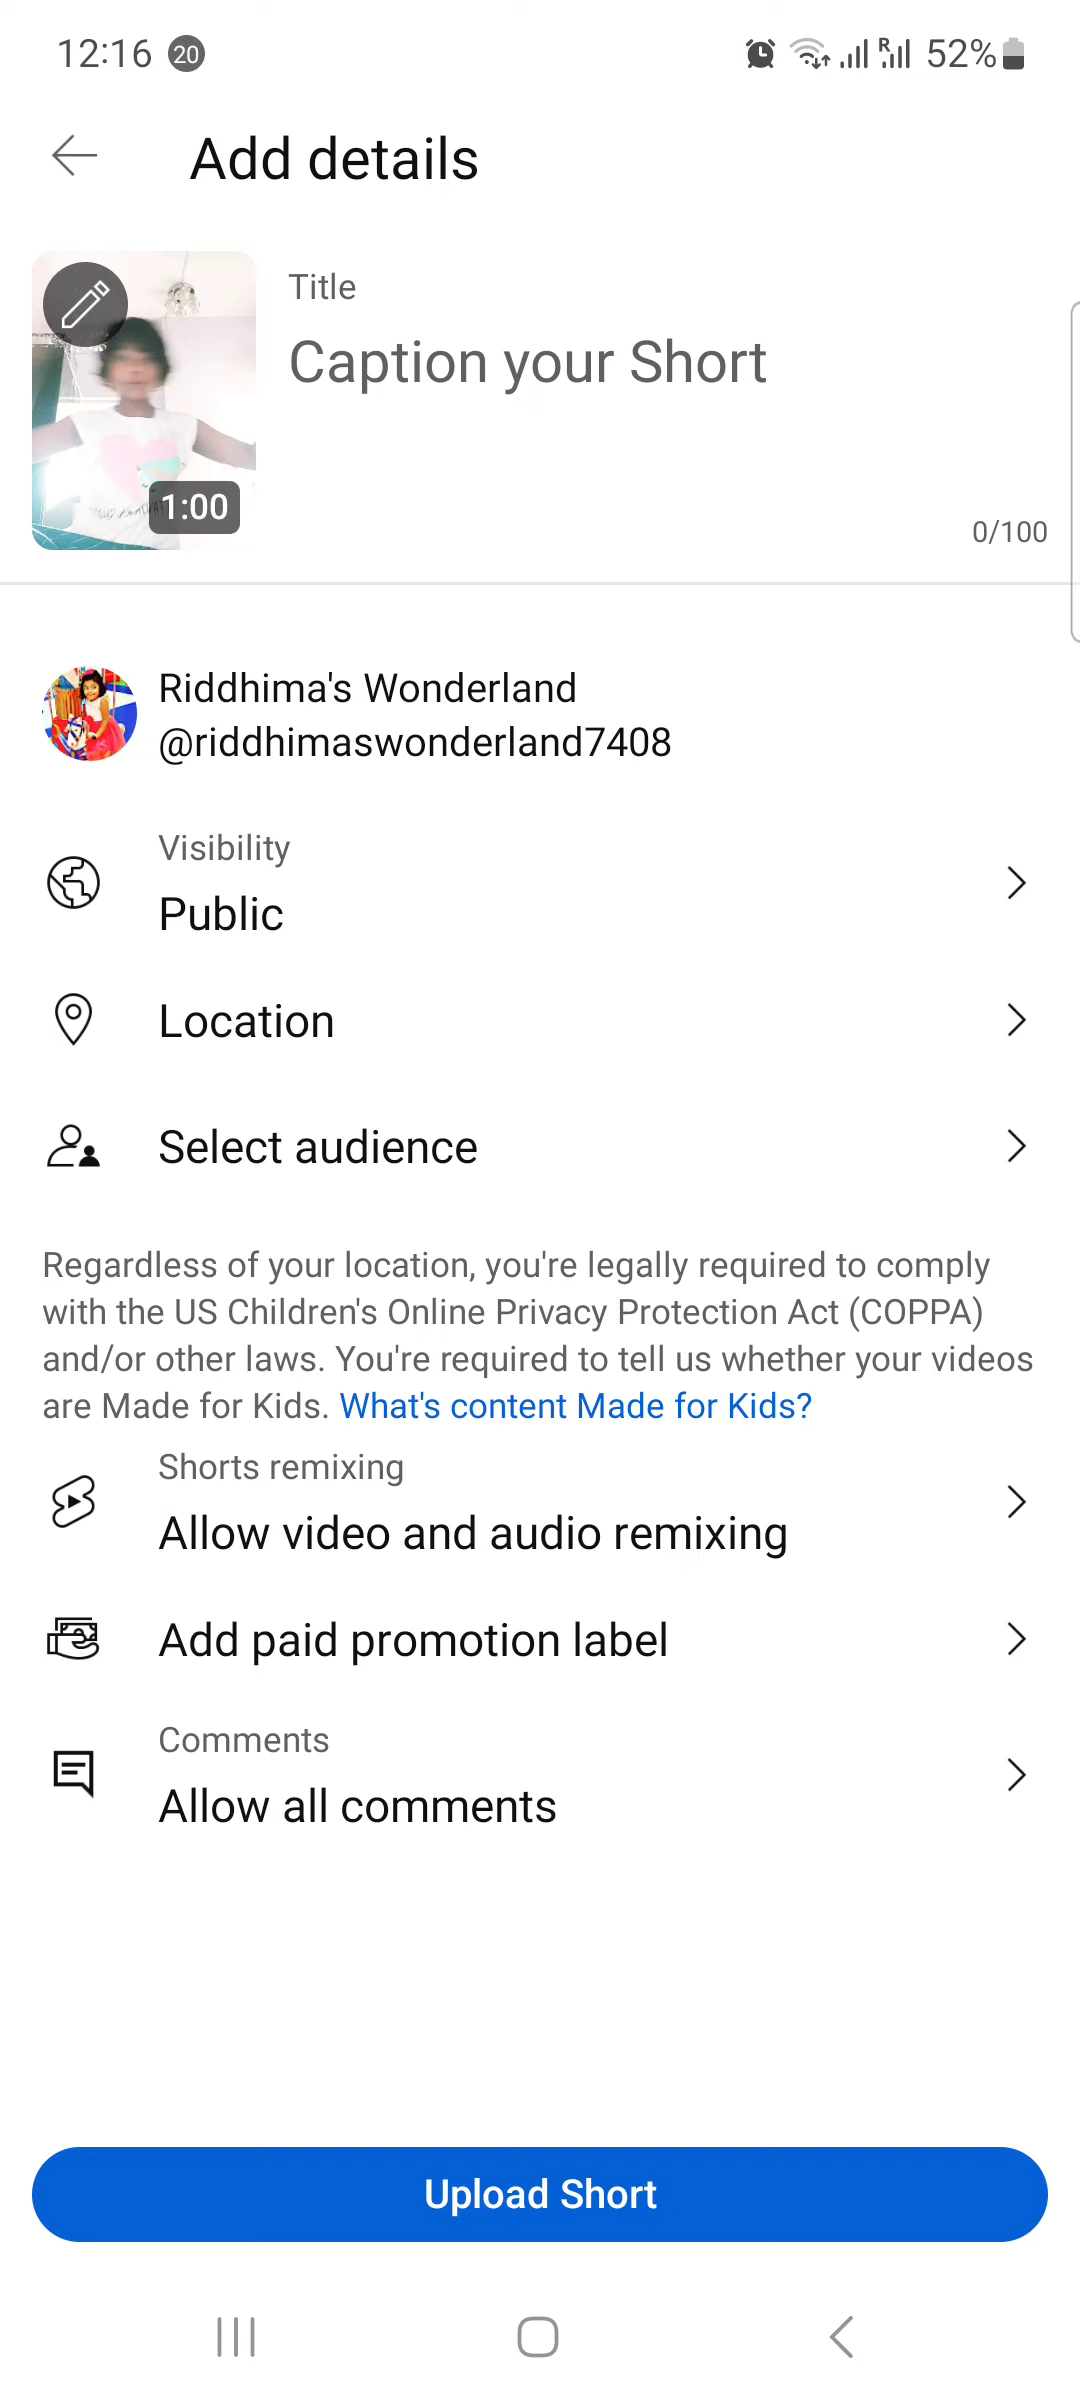 12:16 20 R 52%
Add details
Title
Caption your Short
1:00
0/100
Riddhima's Wonderland
@riddhimaswonderland7408
Visibility
Public
Location
Select audience
Regardless of your location, you're legally required to comply
with the US Children's Online Privacy Protection Act (COPPA)
and/or other laws. You're required to tell us whether your videos
are Made for Kids. What's content Made for Kids?
Shorts remixing
Allow video and audio remixing
Add paid promotion label
Comments
Allow all comments
Upload Short